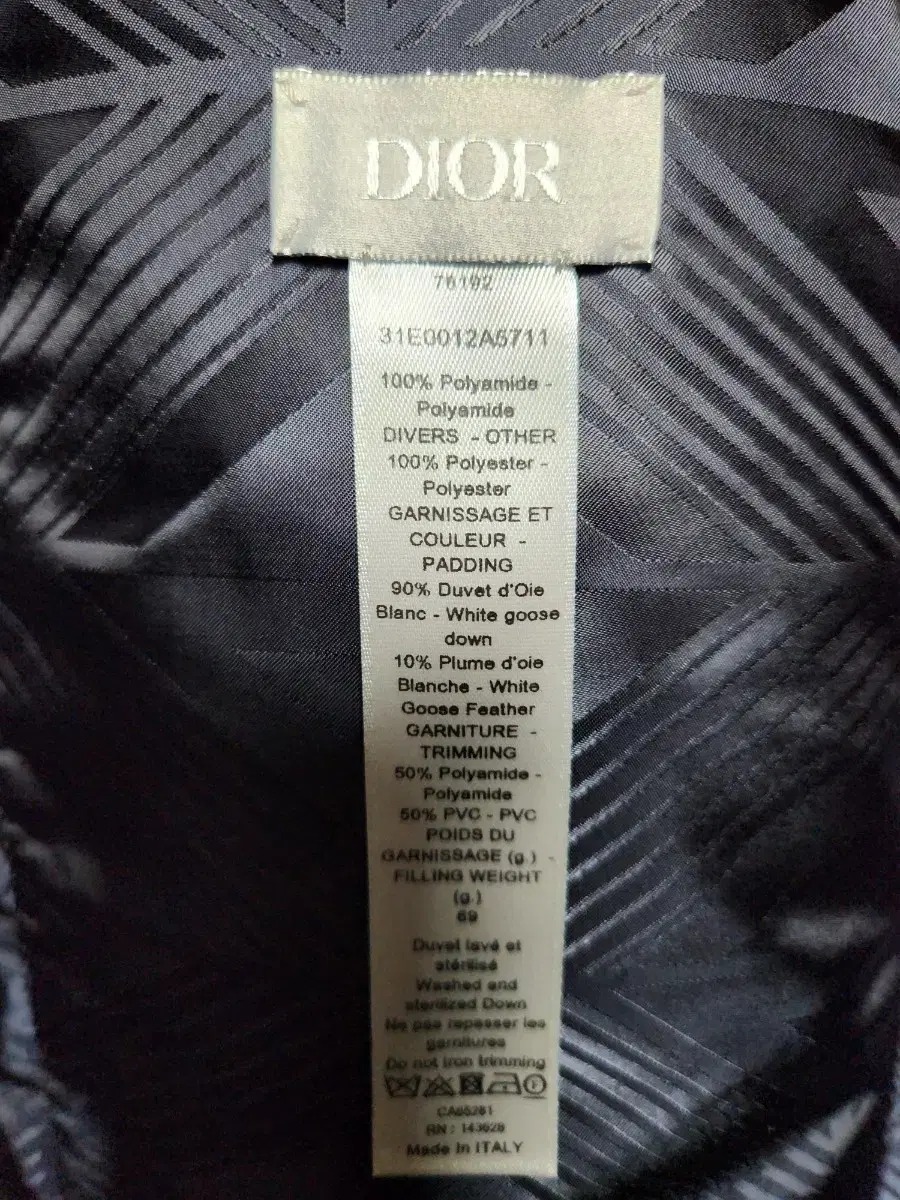 DIOR
76192
31E0012A5711
100% Polyamide -
Polyamide
DIVERS - OTHER
100% Polyester -
Polyester
GARNISSAGE ET
COULEUR -
PADDING
90% Duvet d'Oie
Blanc - White goose
down
10% Plume d'oie
Blanche - White
Goose Feather
GARNITURE -
TRIMMING
50% Polyamide -
Polyamide
50% PVC - PVC
POIDS DU
GARNISSAGE (g.) -
FILLING WEIGHT
(g.)
69
Duvet lavé et
stérilisé
Washed and
sterilized Down
Ne pas repasser les
garnitures
Do not iron trimming
CA05261
RN : 143628
Made in ITALY